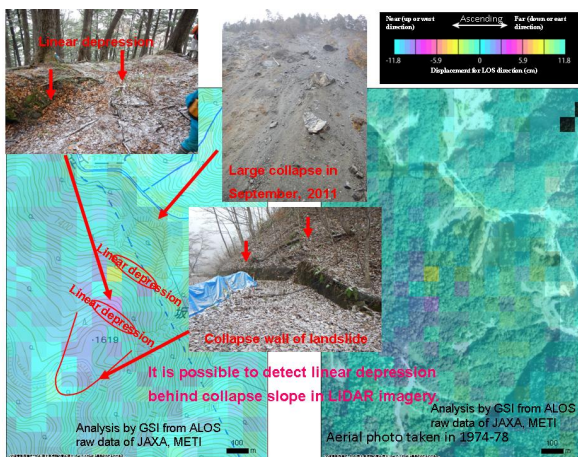 Linear depression
Near(up or west direction)
Ascending
Far (down or east direction)
-11.8 -5.9 0 5.9 11.8
Displacement for LOS direction (cm)
Large collapse in
September, 2011
Linear depression
Linear depression
坂
・1619
Collapse wall of landslide
It is possible to detect linear depression
behind collapse slope in LiDAR imagery.
Analysis by GSI from ALOS
raw data of JAXA, METI
100 m
Analysis by GSI from ALOS
raw data of JAXA, METI
Aerial photo taken in 1974-78
100 m